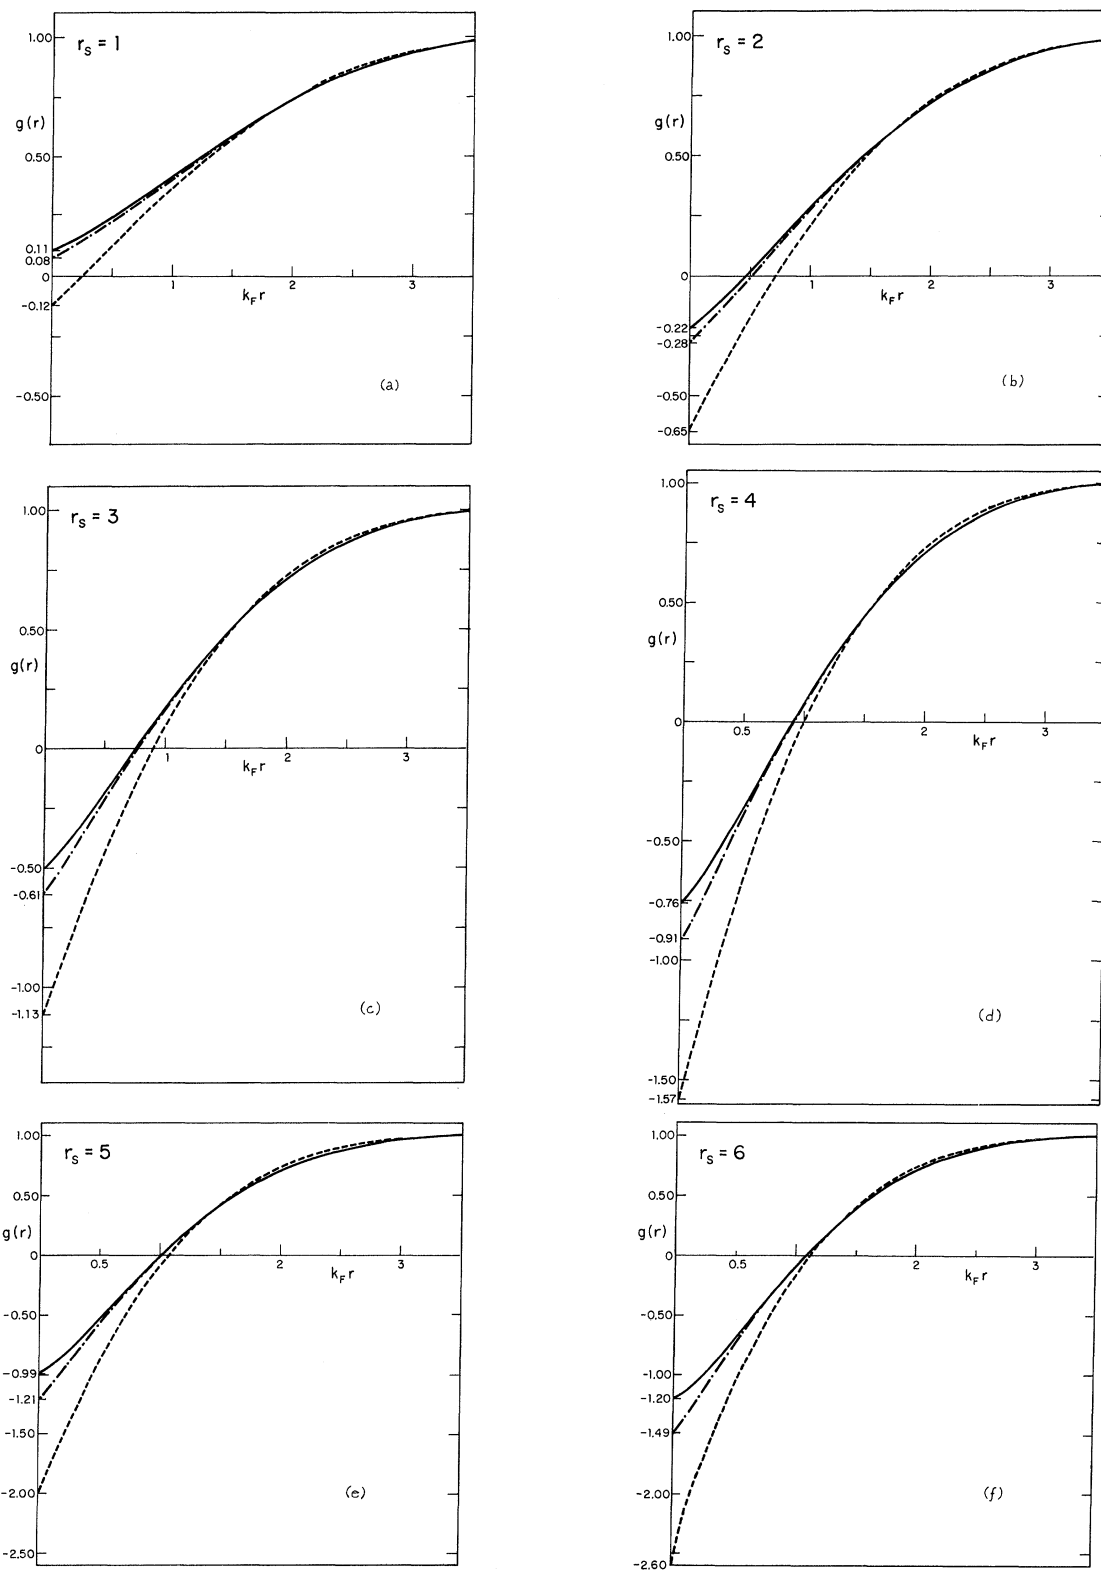 r_s = 1
1.00
g(r)
0.50
0.11
0.08
0
-0.12
-0.50
1
2
3
k_F r
(a)
r_s = 2
1.00
g(r)
0.50
0
-0.22
-0.28
-0.50
-0.65
1
2
3
k_F r
(b)
r_s = 3
1.00
0.50
g(r)
0
-0.50
-0.61
-1.00
-1.13
1
2
3
k_F r
(c)
r_s = 4
1.00
0.50
g(r)
0
-0.50
-0.76
-0.91
-1.00
-1.50
-1.57
0.5
2
3
k_F r
(d)
r_s = 5
1.00
0.50
g(r)
0
-0.50
-0.99
-1.21
-1.50
-2.00
-2.50
0.5
2
3
k_F r
(e)
r_s = 6
1.00
0.50
g(r)
0
-0.50
-1.00
-1.20
-1.49
-2.00
-2.60
0.5
2
3
k_F r
(f)